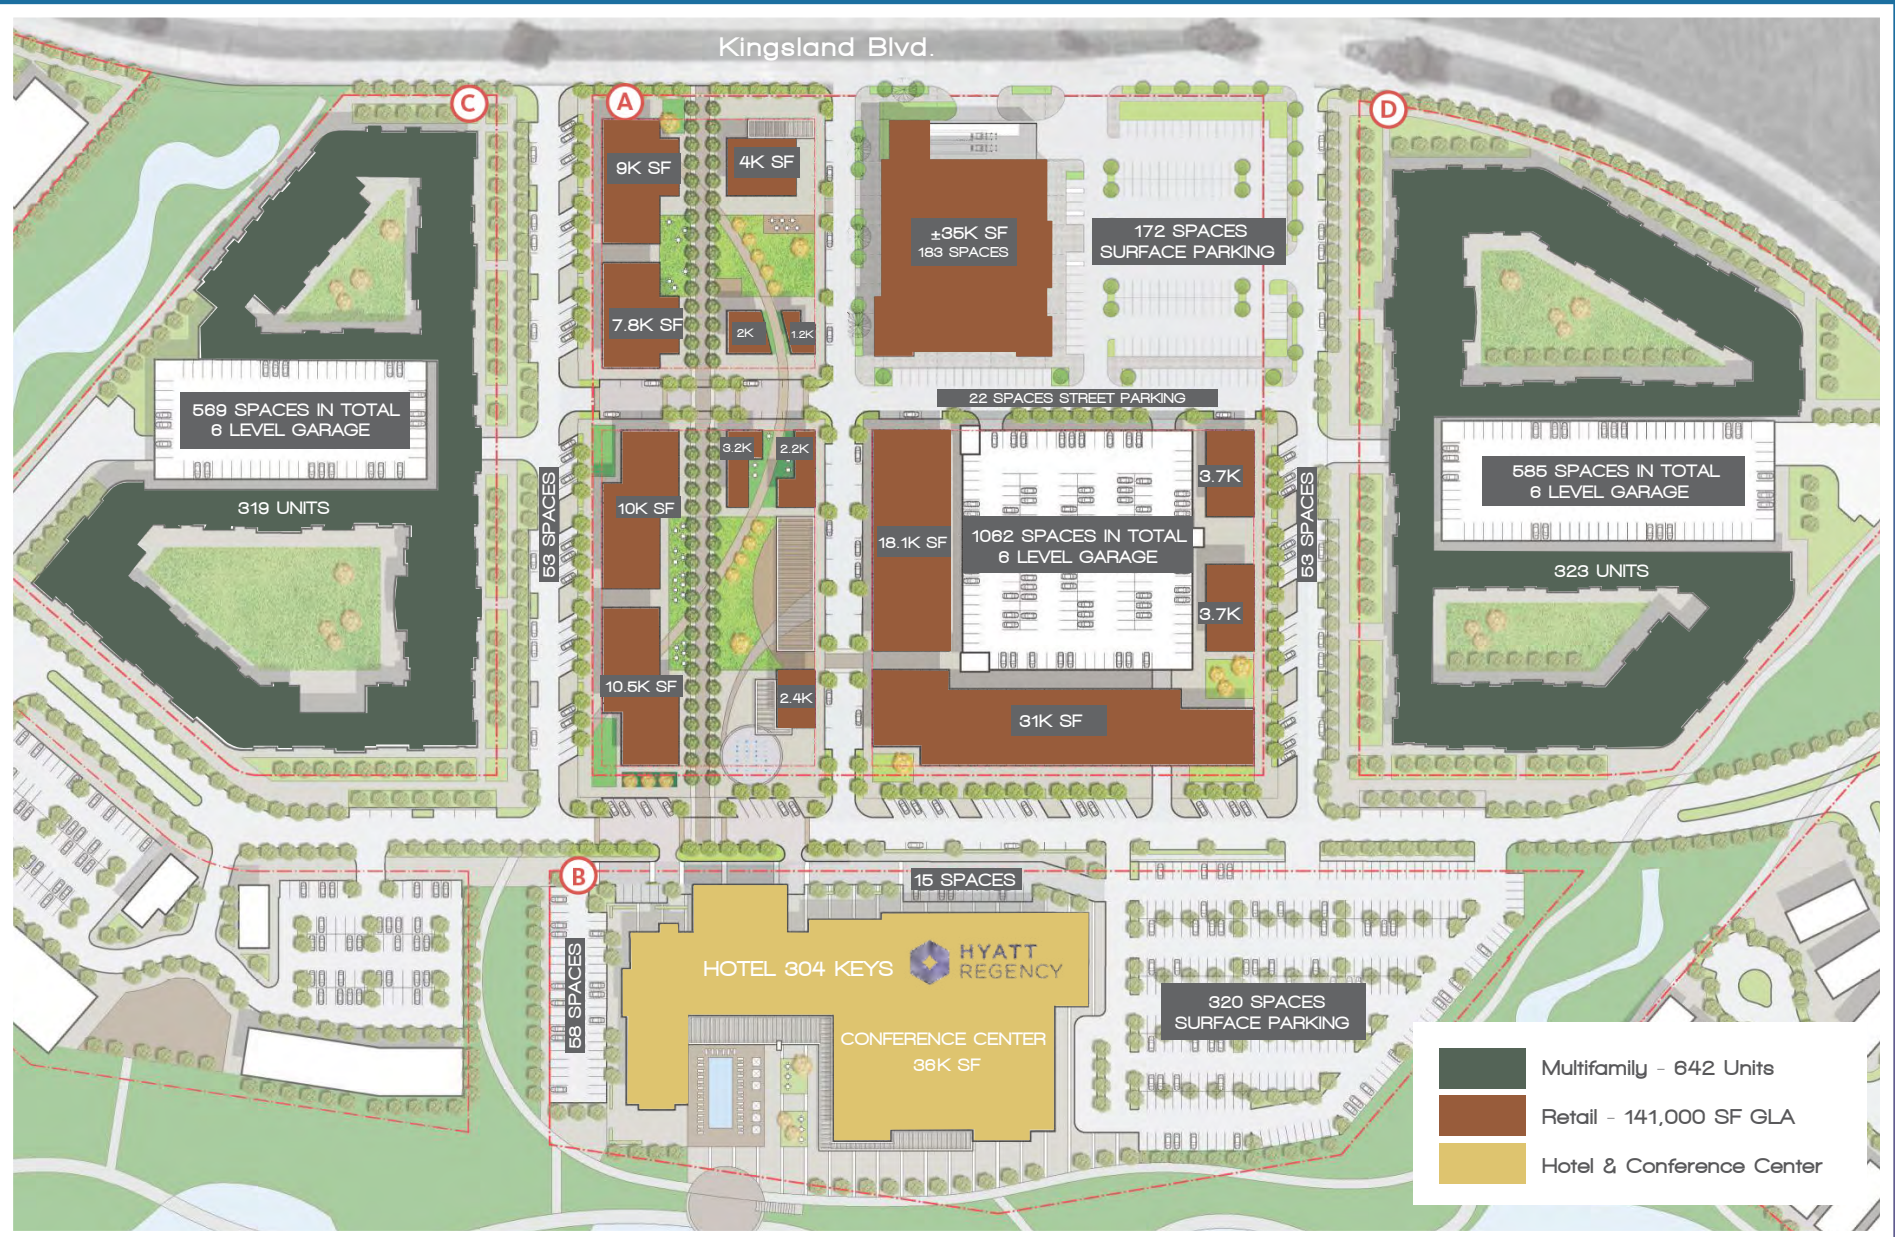 Kingsland Blvd.
C
A
D
9K SF
4K SF
±35K SF
183 SPACES
172 SPACES
SURFACE PARKING
7.8K SF
2K
1.2K
22 SPACES STREET PARKING
569 SPACES IN TOTAL
6 LEVEL GARAGE
319 UNITS
53 SPACES
3.2K
2.2K
10K SF
18.1K SF
1062 SPACES IN TOTAL
6 LEVEL GARAGE
3.7K
3.7K
53 SPACES
585 SPACES IN TOTAL
6 LEVEL GARAGE
323 UNITS
10.5K SF
2.4K
31K SF
B
15 SPACES
58 SPACES
HOTEL 304 KEYS
HYATT
REGENCY
CONFERENCE CENTER
36K SF
320 SPACES
SURFACE PARKING
Multifamily - 642 Units
Retail - 141,000 SF GLA
Hotel & Conference Center